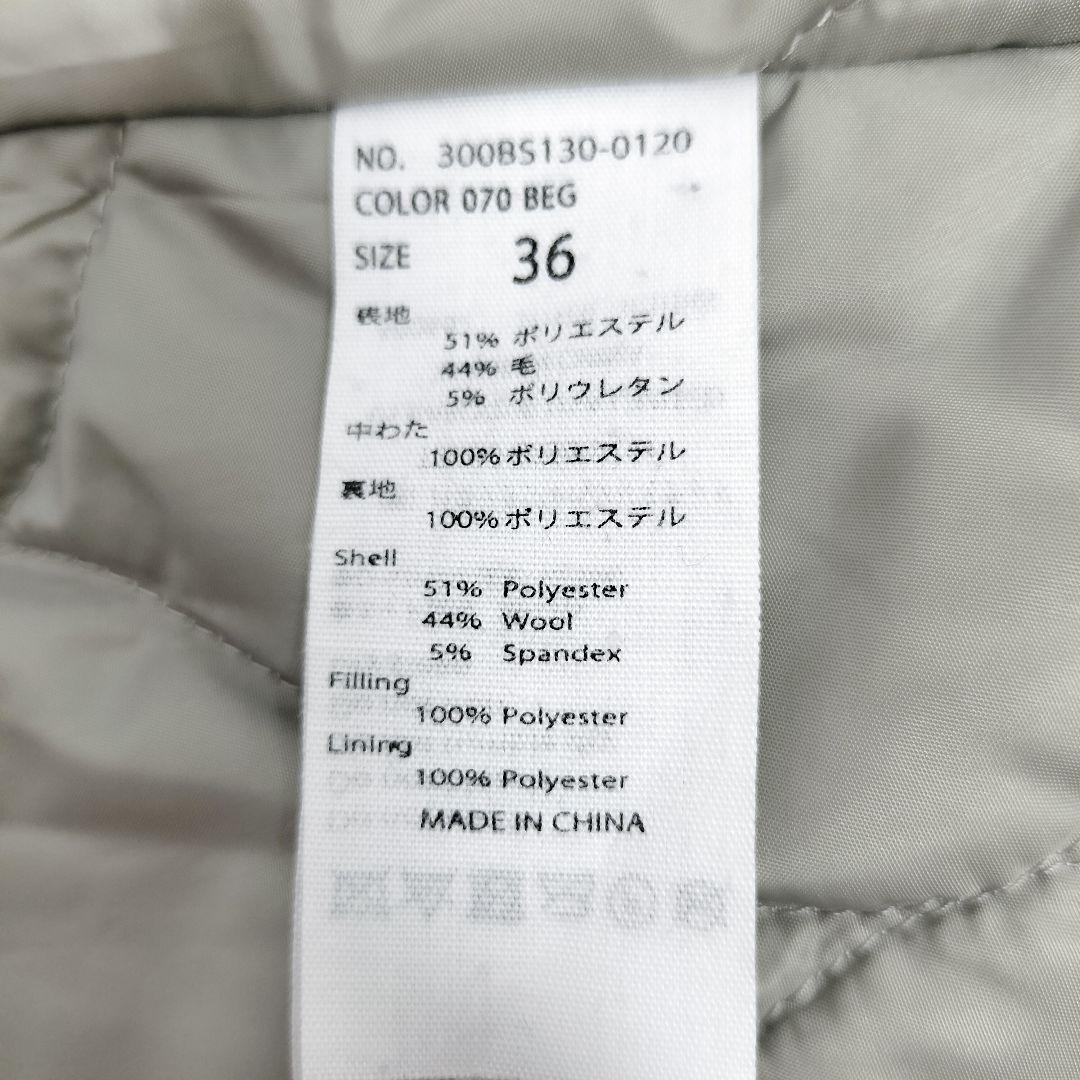 NO. 300BS130-0120
COLOR 070 BEG
SIZE 36
表地
51% ポリエステル
44% 毛
5% ポリウレタン
中わた
100% ポリエステル
裏地
100% ポリエステル
Shell
51% Polyester
44% Wool
5% Spandex
Filling
100% Polyester
Lining
100% Polyester
MADE IN CHINA